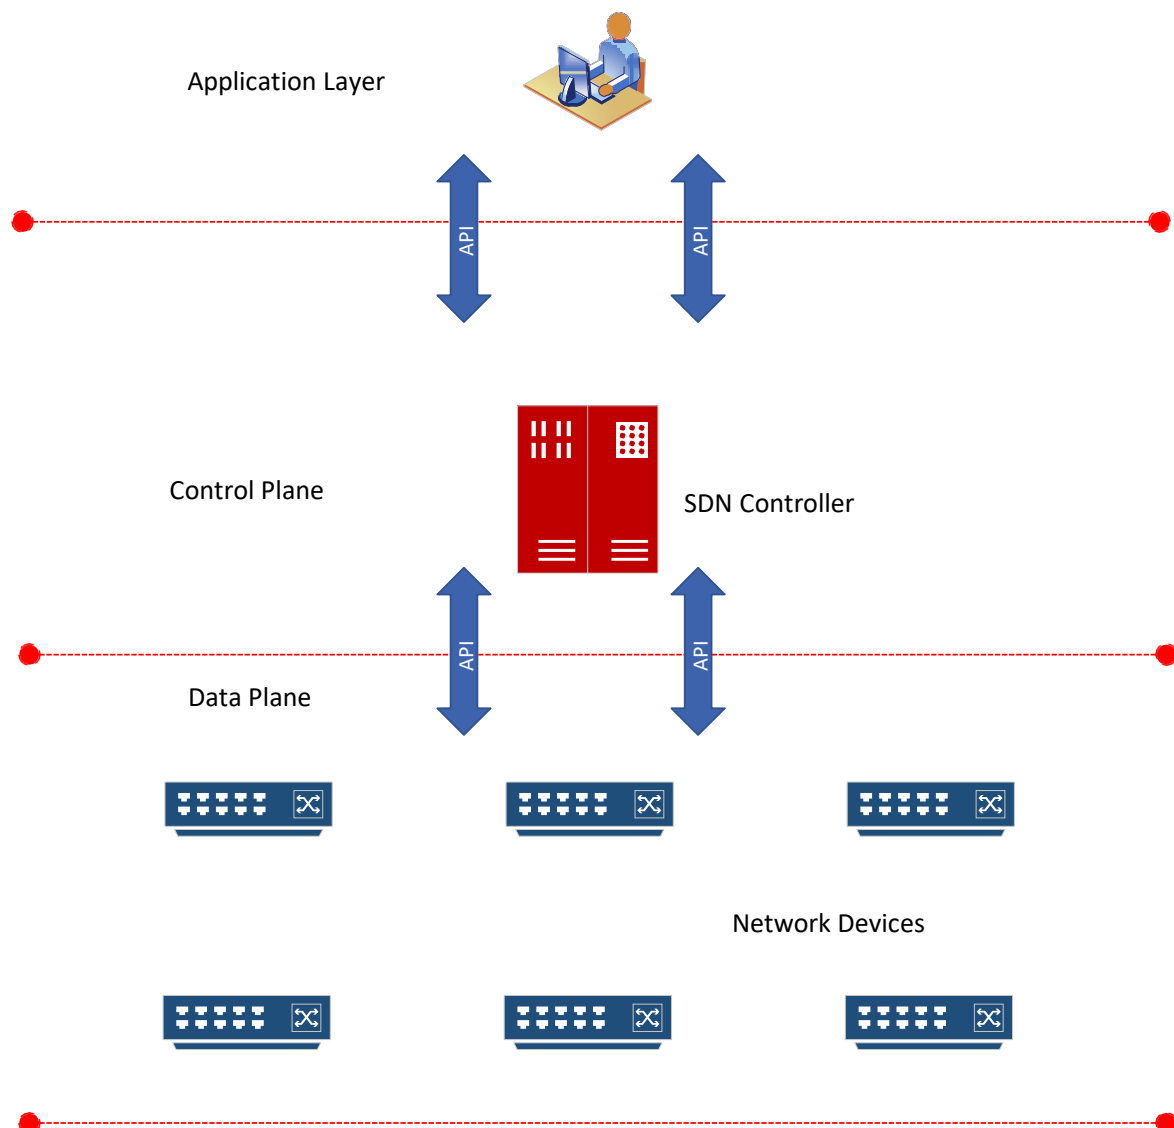 Application Layer
API
API
Control Plane
SDN Controller
API
API
Data Plane
Network Devices